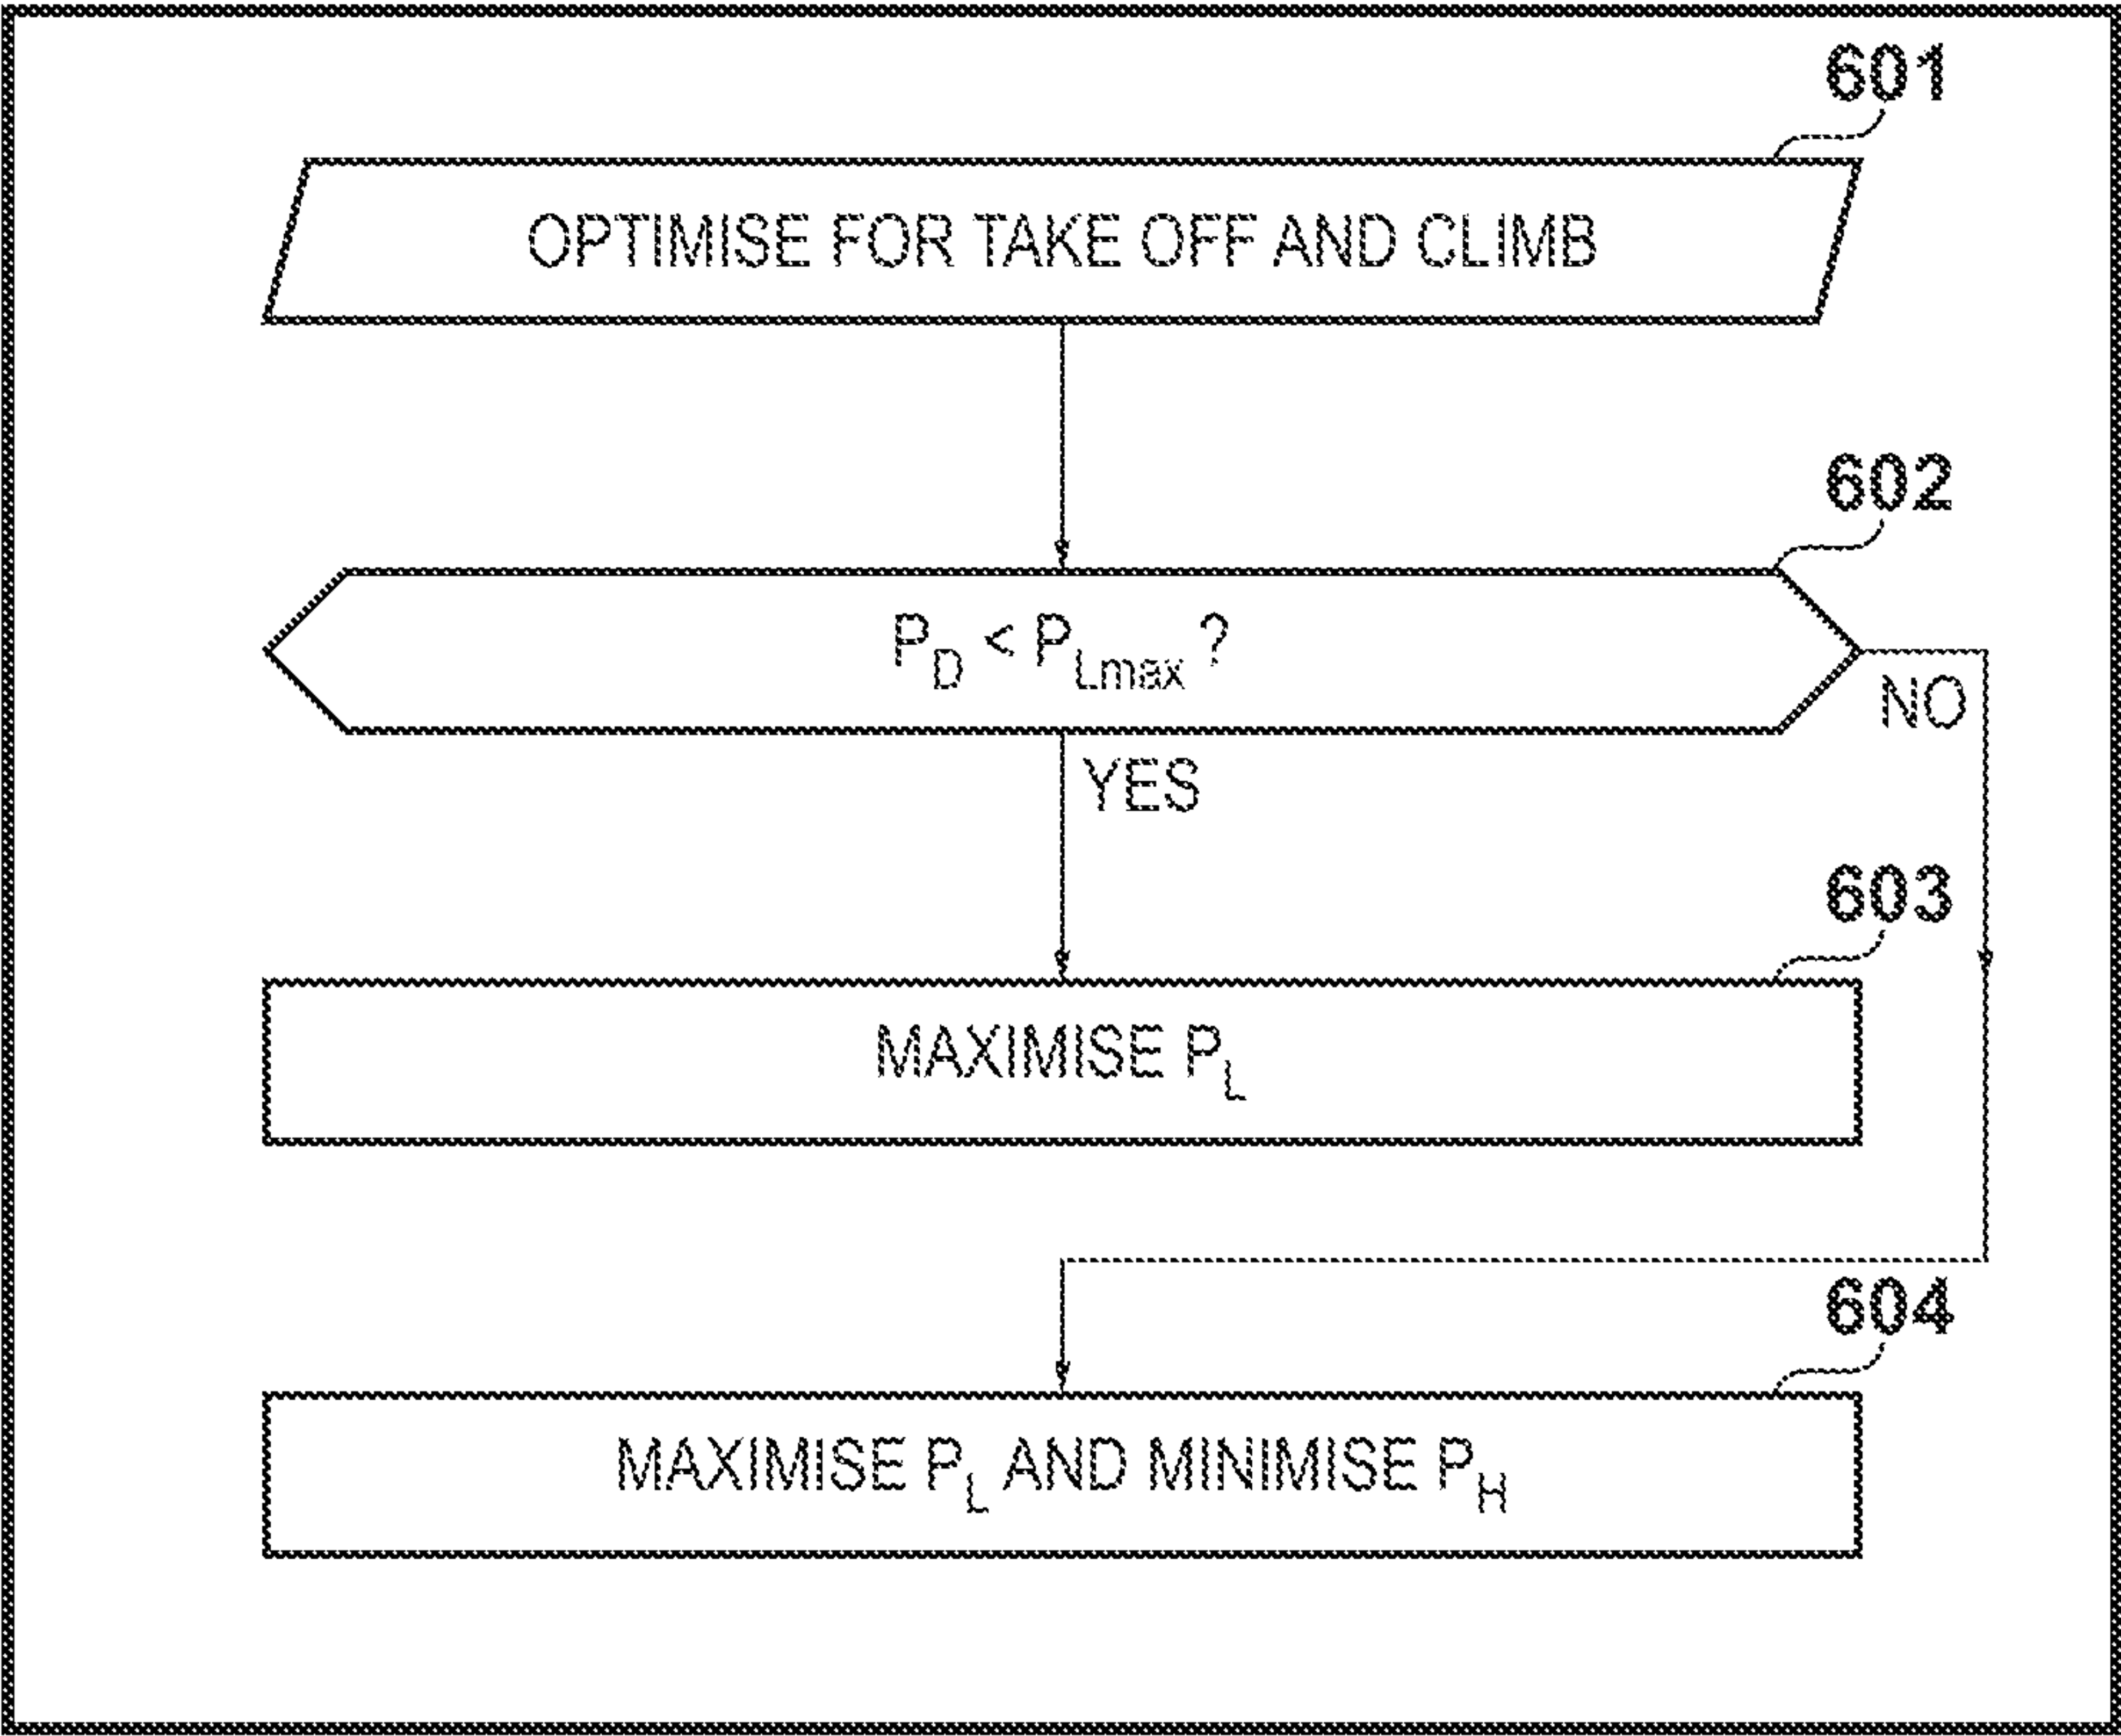 601
OPTIMISE FOR TAKE OFF AND CLIMB
602
P_D < P_Lmax ?
NO
YES
603
MAXIMISE P_L
604
MAXIMISE P_L AND MINIMISE P_H